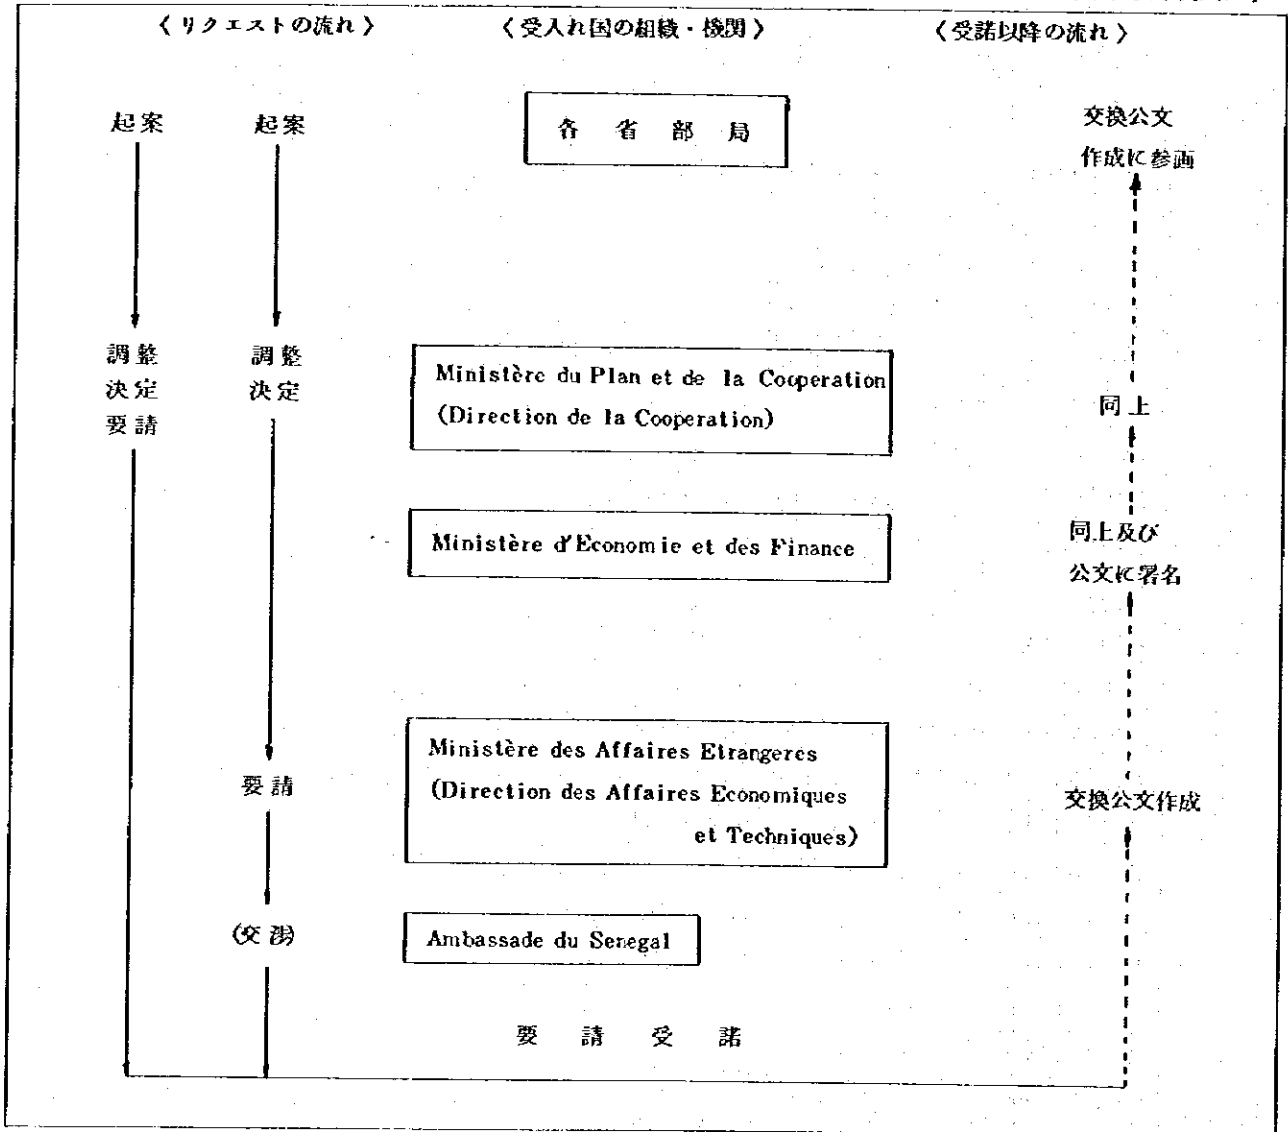 〈リクエストの流れ〉
〈受入れ国の組織・機関〉
〈受諾以降の流れ〉
起案
起案
各省部局
交換公文
作成に参画
調整
決定
要請
調整
決定
Ministère du Plan et de la Cooperation
(Direction de la Cooperation)
同上
Ministère d'Economie et des Finance
同上及び
公文に署名
要請
Ministère des Affaires Etrangeres
(Direction des Affaires Economiques
et Techniques)
交換公文作成
(交渉)
Ambassade du Senegal
要請受諾